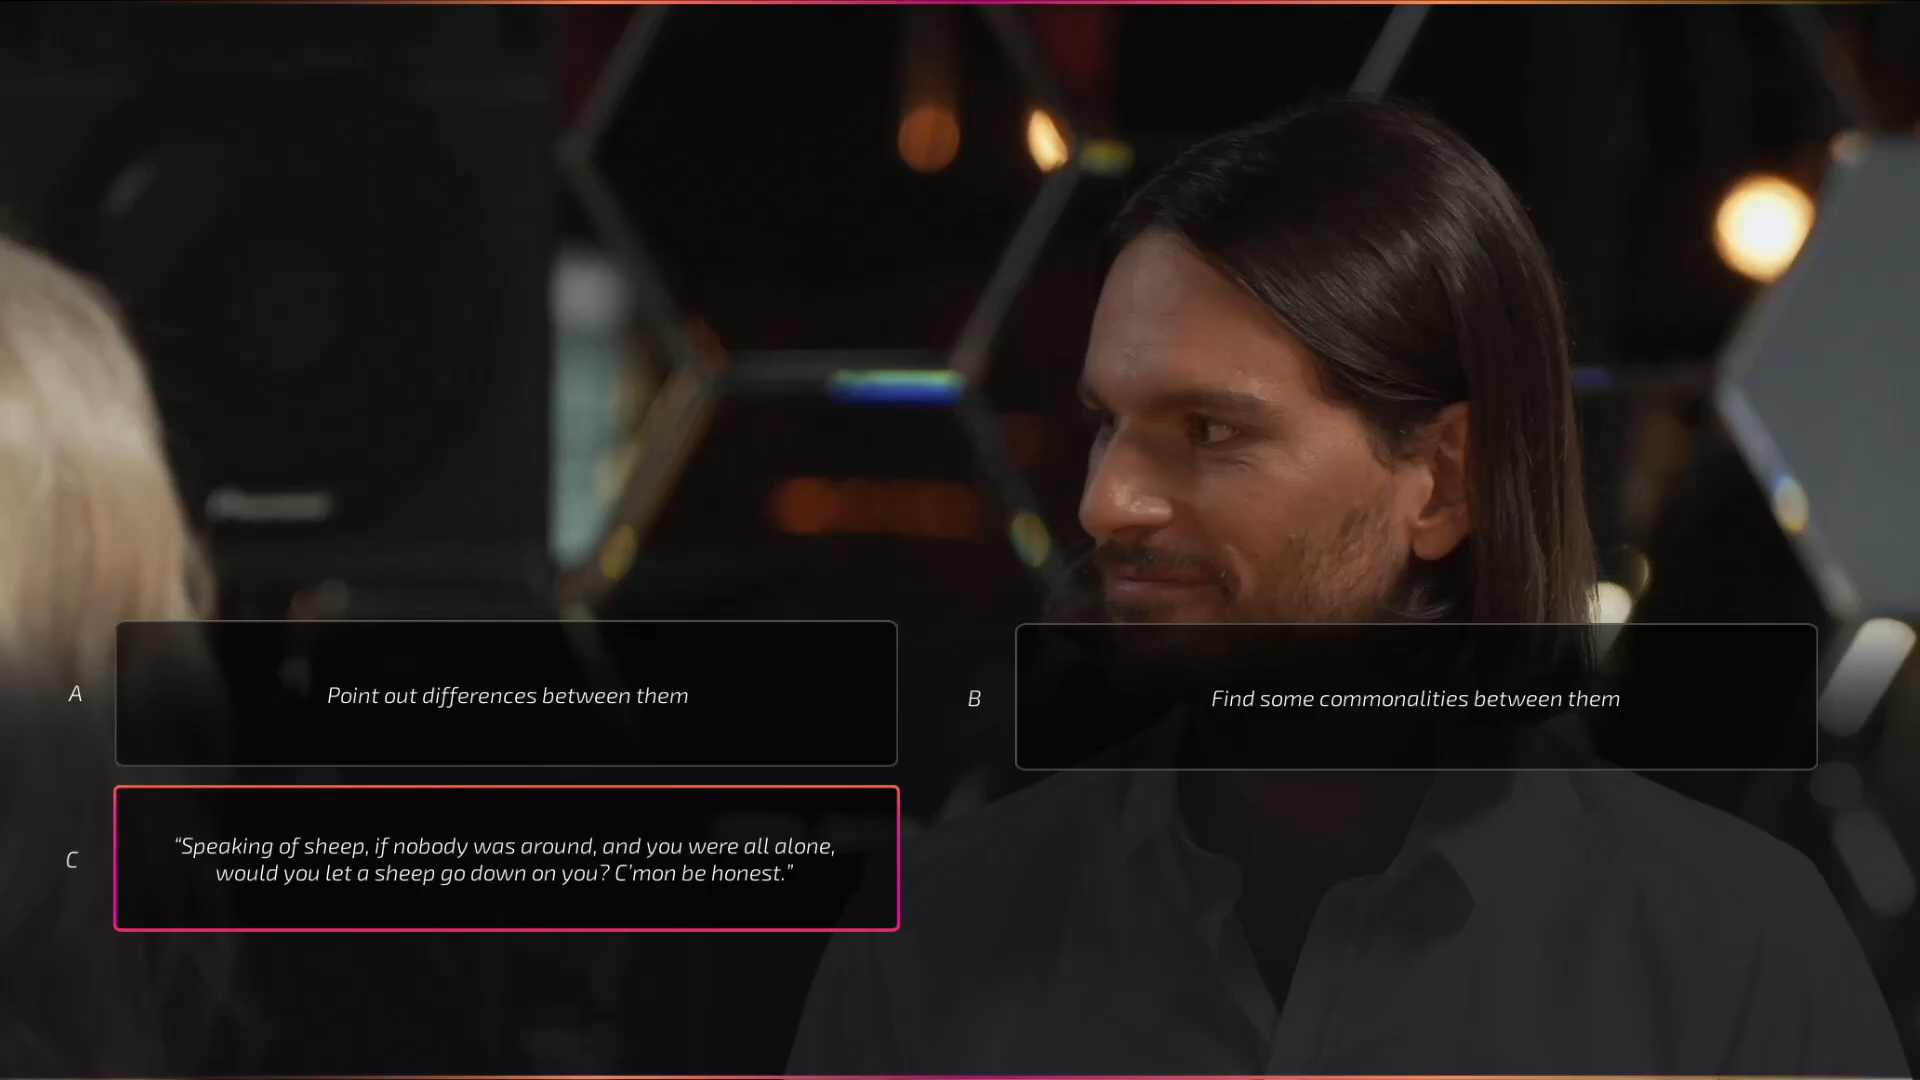 A
Point out differences between them
B
Find some commonalities between them
C
“Speaking of sheep, if nobody was around, and you were all alone,
would you let a sheep go down on you? C'mon be honest.”